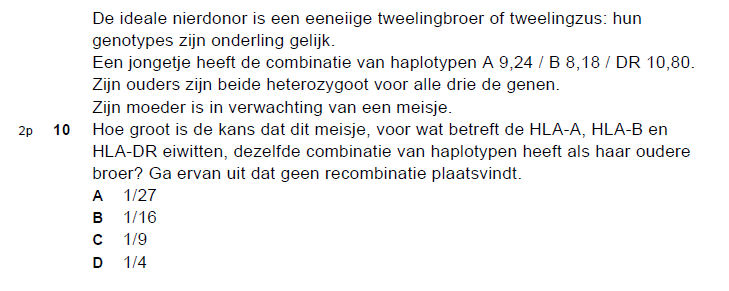 De ideale nierdonor is een eeneiige tweelingbroer of tweelingzus: hun
genotypes zijn onderling gelijk.
Een jongetje heeft de combinatie van haplotypen A 9,24 / B 8,18 / DR 10,80.
Zijn ouders zijn beide heterozygoot voor alle drie de genen.
Zijn moeder is in verwachting van een meisje.
2p 10 Hoe groot is de kans dat dit meisje, voor wat betreft de HLA-A, HLA-B en
HLA-DR eiwitten, dezelfde combinatie van haplotypen heeft als haar oudere
broer? Ga ervan uit dat geen recombinatie plaatsvindt.
A 1/27
B 1/16
C 1/9
D 1/4